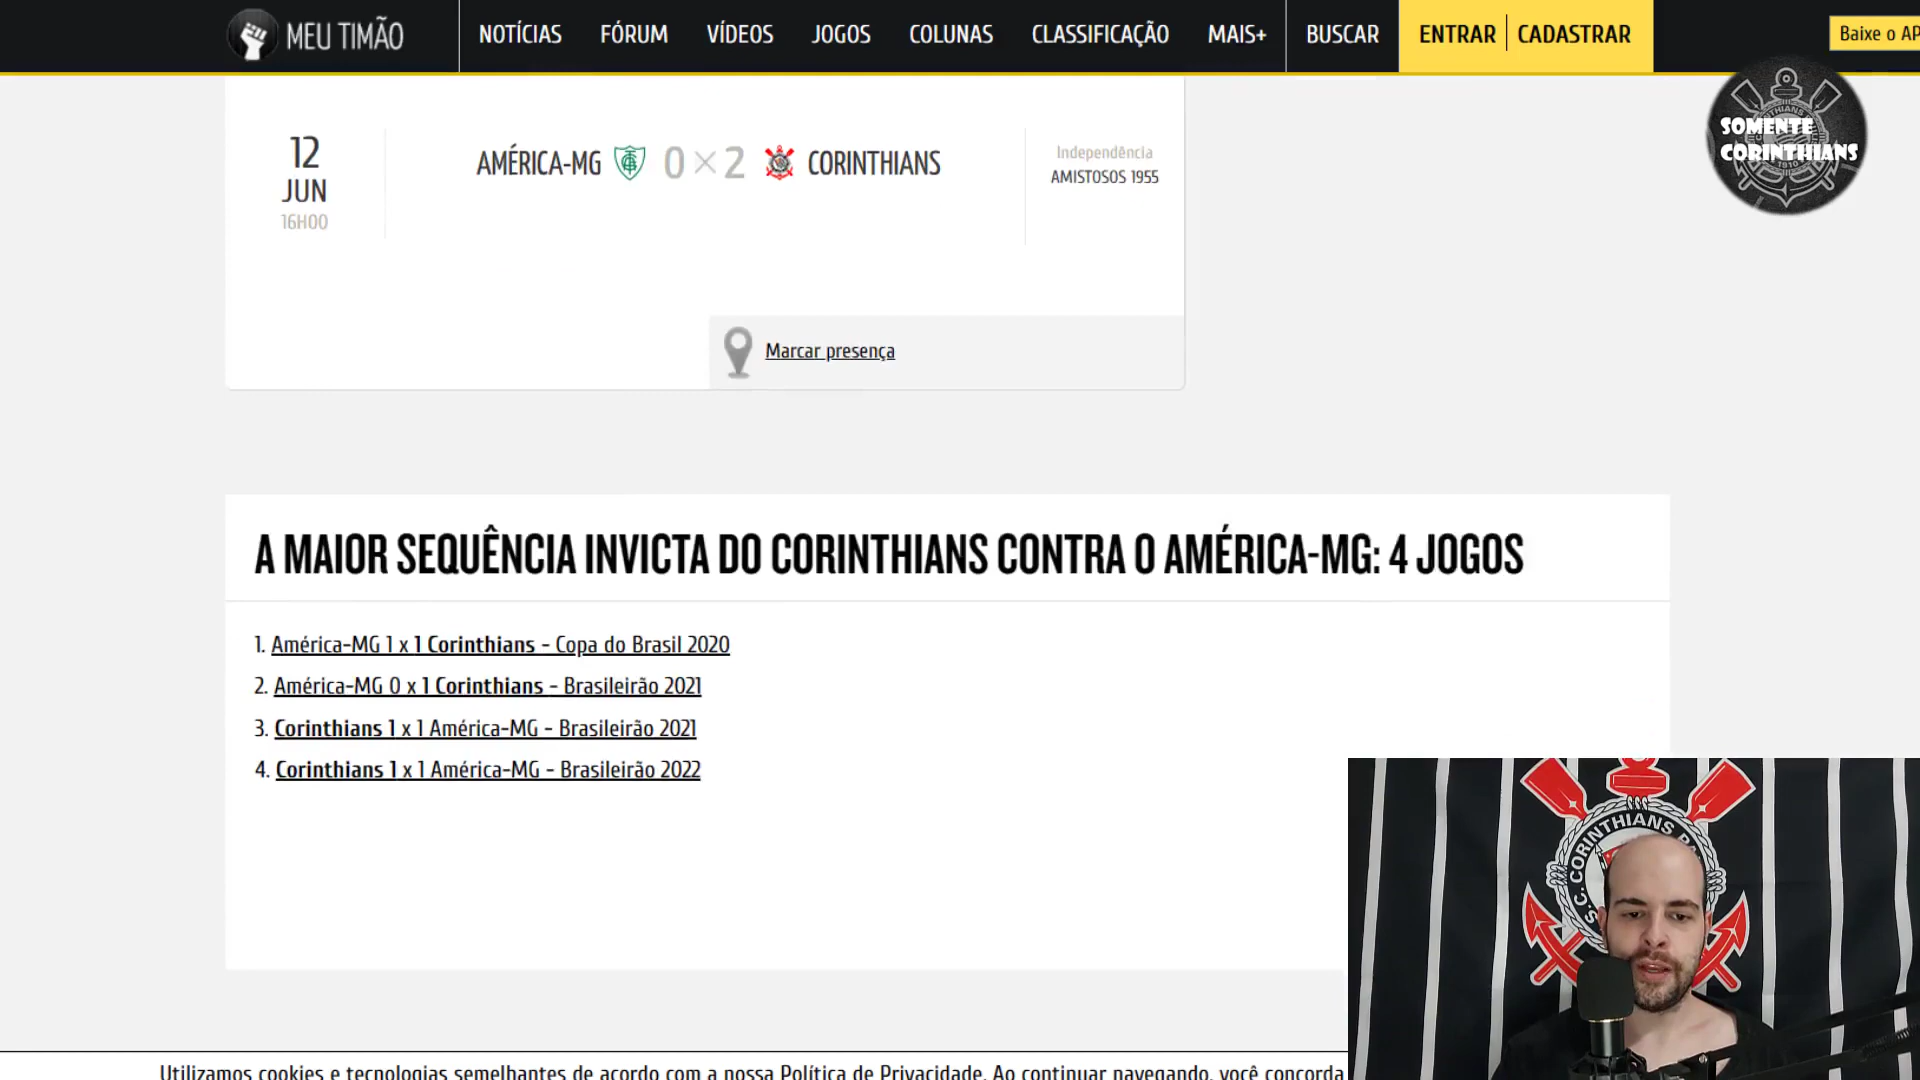 MEU TIMÃO
NOTÍCIAS FÓRUM VÍDEOS JOGOS COLUNAS CLASSIFICAÇÃO MAIS+ BUSCAR ENTRAR CADASTRAR
Baixe o AP
SOMENTE
CORINTHIANS
12
JUN
16H00
AMÉRICA-MG 0 × 2 CORINTHIANS
Independência
AMISTOSOS 1955
Marcar presença
A MAIOR SEQUÊNCIA INVICTA DO CORINTHIANS CONTRA O AMÉRICA-MG: 4 JOGOS
1. América-MG 1 x 1 Corinthians - Copa do Brasil 2020
2. América-MG 0 x 1 Corinthians - Brasileirão 2021
3. Corinthians 1 x 1 América-MG - Brasileirão 2021
4. Corinthians 1 x 1 América-MG - Brasileirão 2022
S. C. CORINTHIANS PA
Utilizamos cookies e tecnologias semelhantes de acordo com a nossa Política de Privacidade. Ao continuar navegando, você concorda